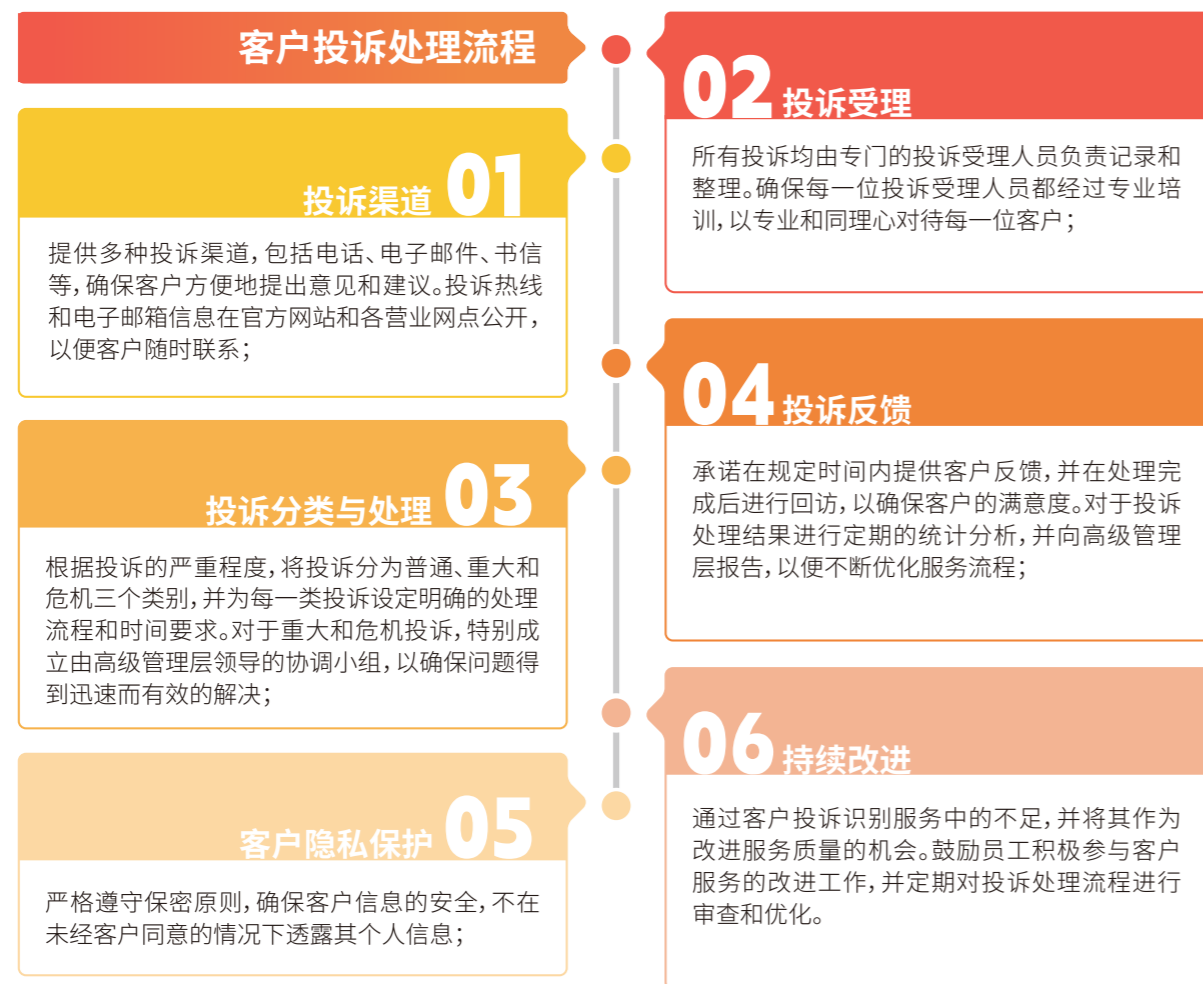 客户投诉处理流程
投诉渠道 01
提供多种投诉渠道,包括电话、电子邮件、书信
等,确保客户方便地提出意见和建议。投诉热线
和电子邮箱信息在官方网站和各营业网点公开,
以便客户随时联系;
02 投诉受理
所有投诉均由专门的投诉受理人员负责记录和
整理。确保每一位投诉受理人员都经过专业培
训,以专业和同理心对待每一位客户;
投诉分类与处理 03
根据投诉的严重程度,将投诉分为普通、重大和
危机三个类别,并为每一类投诉设定明确的处理
流程和时间要求。对于重大和危机投诉,特别成
立由高级管理层领导的协调小组,以确保问题得
到迅速而有效的解决;
04 投诉反馈
承诺在规定时间内提供客户反馈,并在处理完
成后进行回访,以确保客户的满意度。对于投诉
处理结果进行定期的统计分析,并向高级管理
层报告,以便不断优化服务流程;
客户隐私保护 05
严格遵守保密原则,确保客户信息的安全,不在
未经客户同意的情况下透露其个人信息;
06 持续改进
通过客户投诉识别服务中的不足,并将其作为
改进服务质量的机会。鼓励员工积极参与客户
服务的改进工作,并定期对投诉处理流程进行
审查和优化。